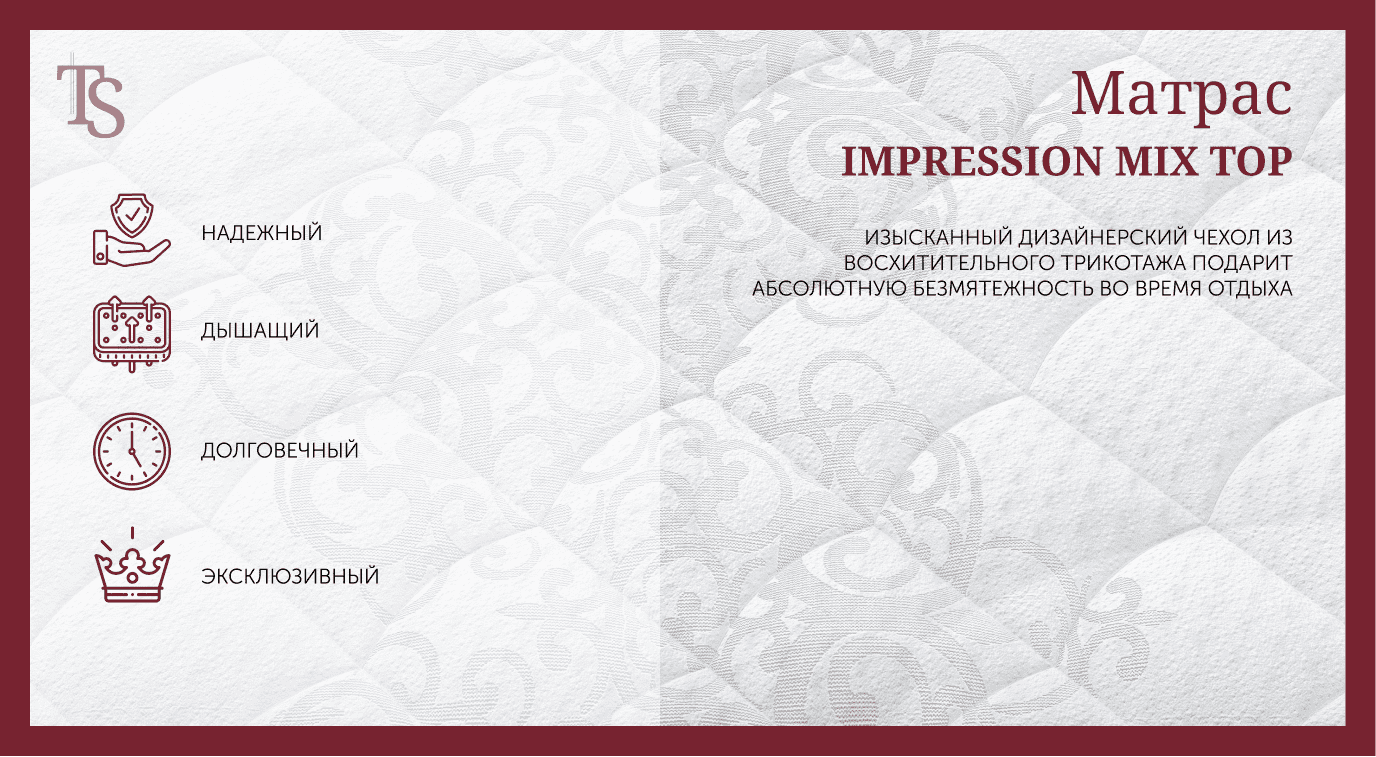 TS
Матрас
IMPRESSION MIX TOP
ИЗЫСКАННЫЙ ДИЗАЙНЕРСКИЙ ЧЕХОЛ ИЗ
ВОСХИТИТЕЛЬНОГО ТРИКОТАЖА ПОДАРИТ
АБСОЛЮТНУЮ БЕЗМЯТЕЖНОСТЬ ВО ВРЕМЯ ОТДЫХА
НАДЕЖНЫЙ
ДЫШАЩИЙ
ДОЛГОВЕЧНЫЙ
ЭКСКЛЮЗИВНЫЙ